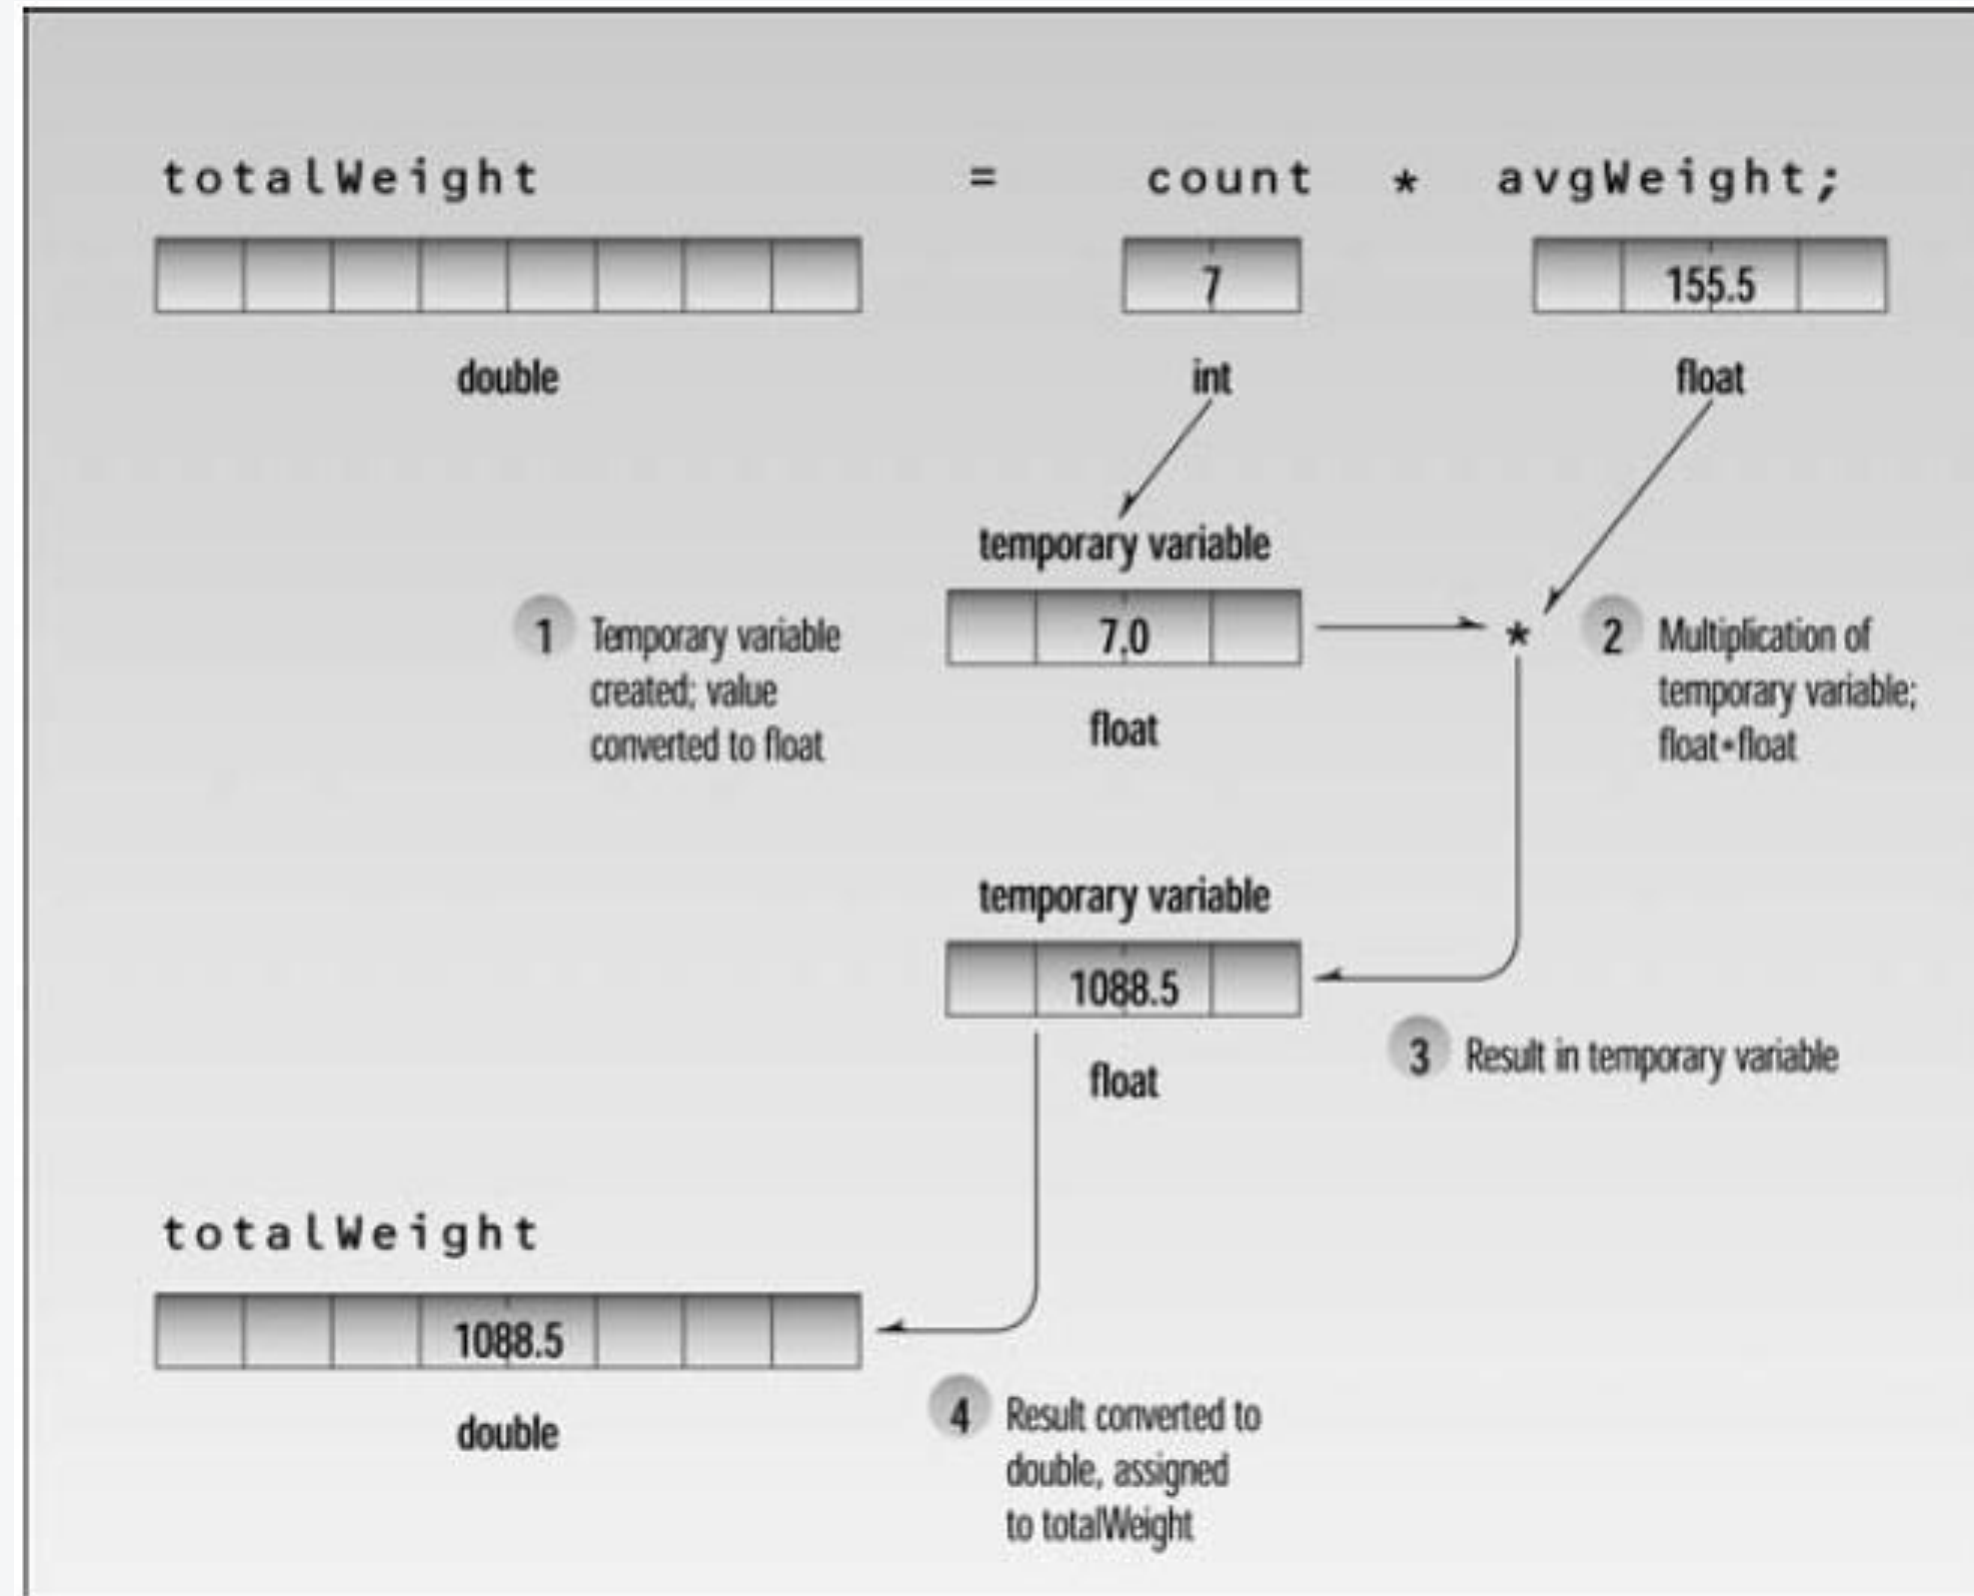 totalWeight = count * avgWeight;
7 155.5
double int float
temporary variable
7.0
*
float
1 Temporary variable
created; value
converted to float
2 Multiplication of
temporary variable;
float*float
temporary variable
1088.5
float
3 Result in temporary variable
totalWeight
1088.5
double
4 Result converted to
double, assigned
to totalWeight